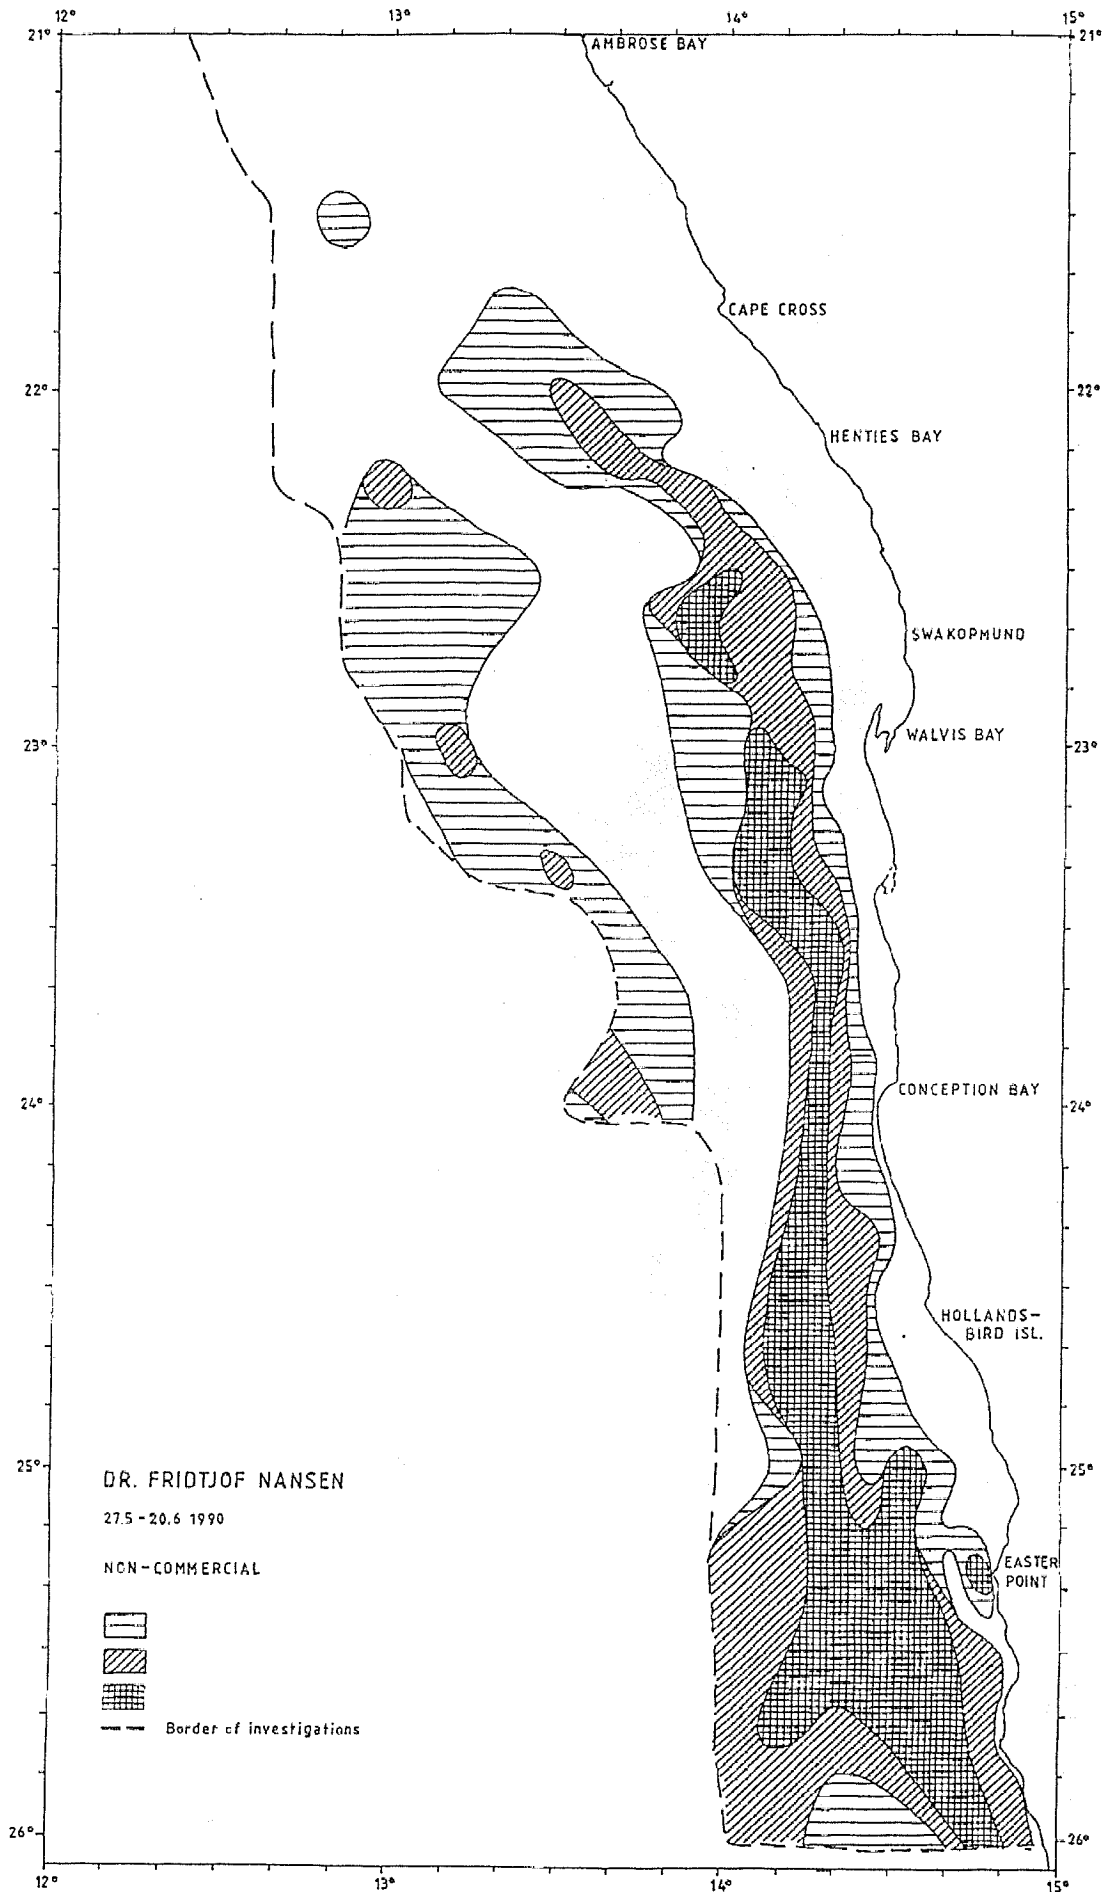 12° 13° 14° 15°
21° 21°
AMBROSE BAY
CAPE CROSS
22° 22°
HENTIES BAY
SWAKOPMUND
WALVIS BAY
23° 23°
CONCEPTION BAY
24° 24°
HOLLANDS-
BIRD ISL.
25° 25°
DR. FRIDTJOF NANSEN
27.5 - 20.6 1990
EASTER
POINT
NON-COMMERCIAL
Border of investigations
26° 26°
12° 13° 14° 15°